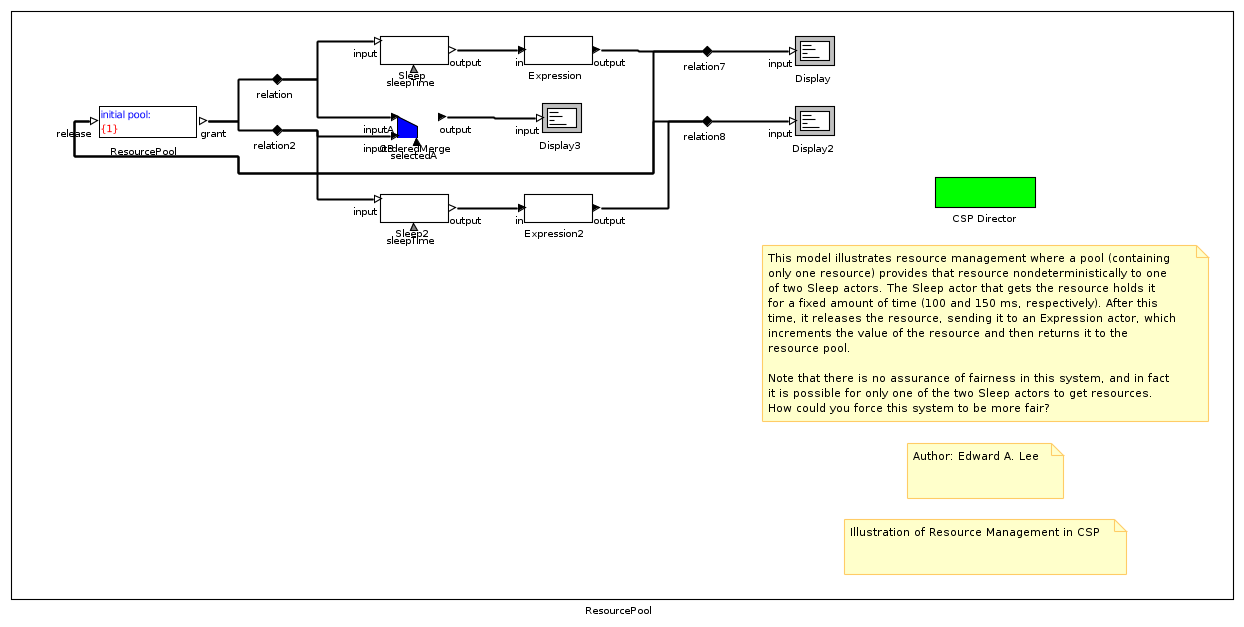 input
output
in
output
relation7
input
Sleep
sleepTime
Expression
Display
relation
initial pool:
{1}
release
grant
ResourcePool
relation2
inputA
output
input
OrderedMerge
selectedA
Display3
relation8
input
Display2
input
output
in
output
Sleep2
sleepTime
Expression2
CSP Director
This model illustrates resource management where a pool (containing
only one resource) provides that resource nondeterministically to one
of two Sleep actors. The Sleep actor that gets the resource holds it
for a fixed amount of time (100 and 150 ms, respectively). After this
time, it releases the resource, sending it to an Expression actor, which
increments the value of the resource and then returns it to the
resource pool.
Note that there is no assurance of fairness in this system, and in fact
it is possible for only one of the two Sleep actors to get resources.
How could you force this system to be more fair?
Author: Edward A. Lee
Illustration of Resource Management in CSP
ResourcePool